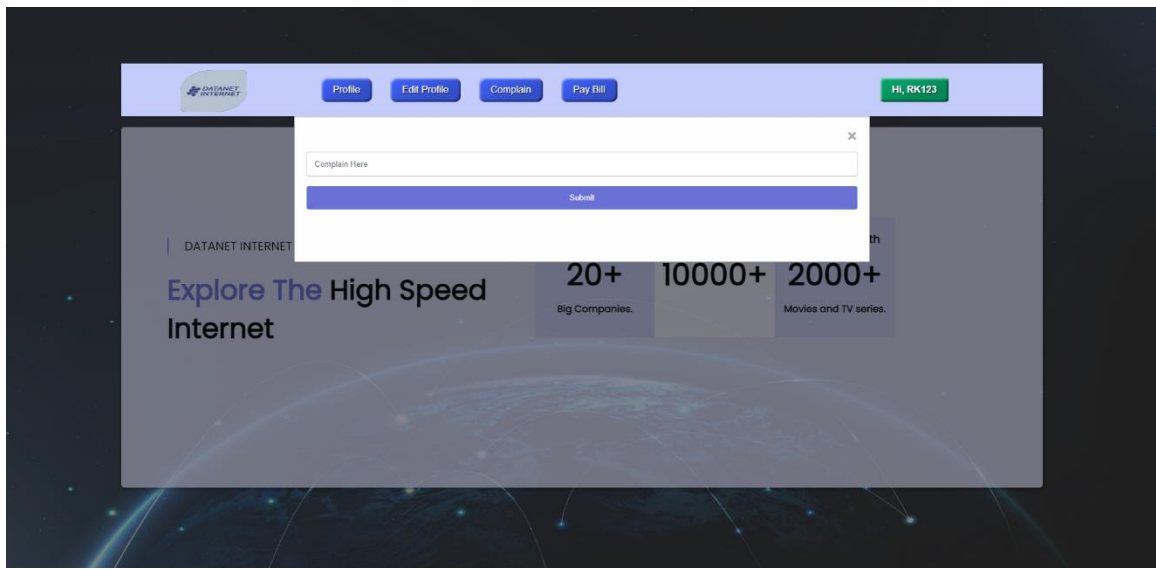 DATANET
INTERNET
Profile
Edit Profile
Complain
Pay Bill
Hi, RK123
×
Complain Here
Submit
DATANET INTERNET
Explore The High Speed
Internet
20+
Big Companies.
10000+
th
2000+
Movies and TV series.